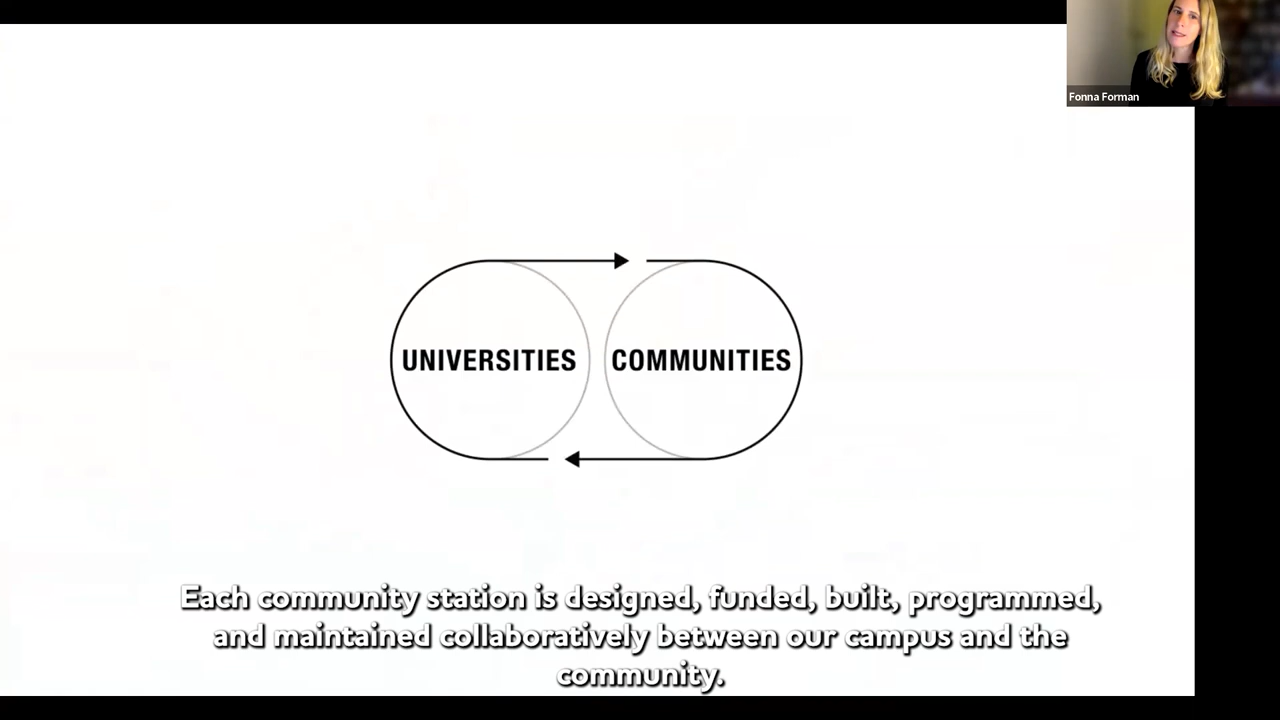 Fonna Forman
UNIVERSITIES COMMUNITIES
Each community station is designed, funded, built, programmed,
and maintained collaboratively between our campus and the
community.